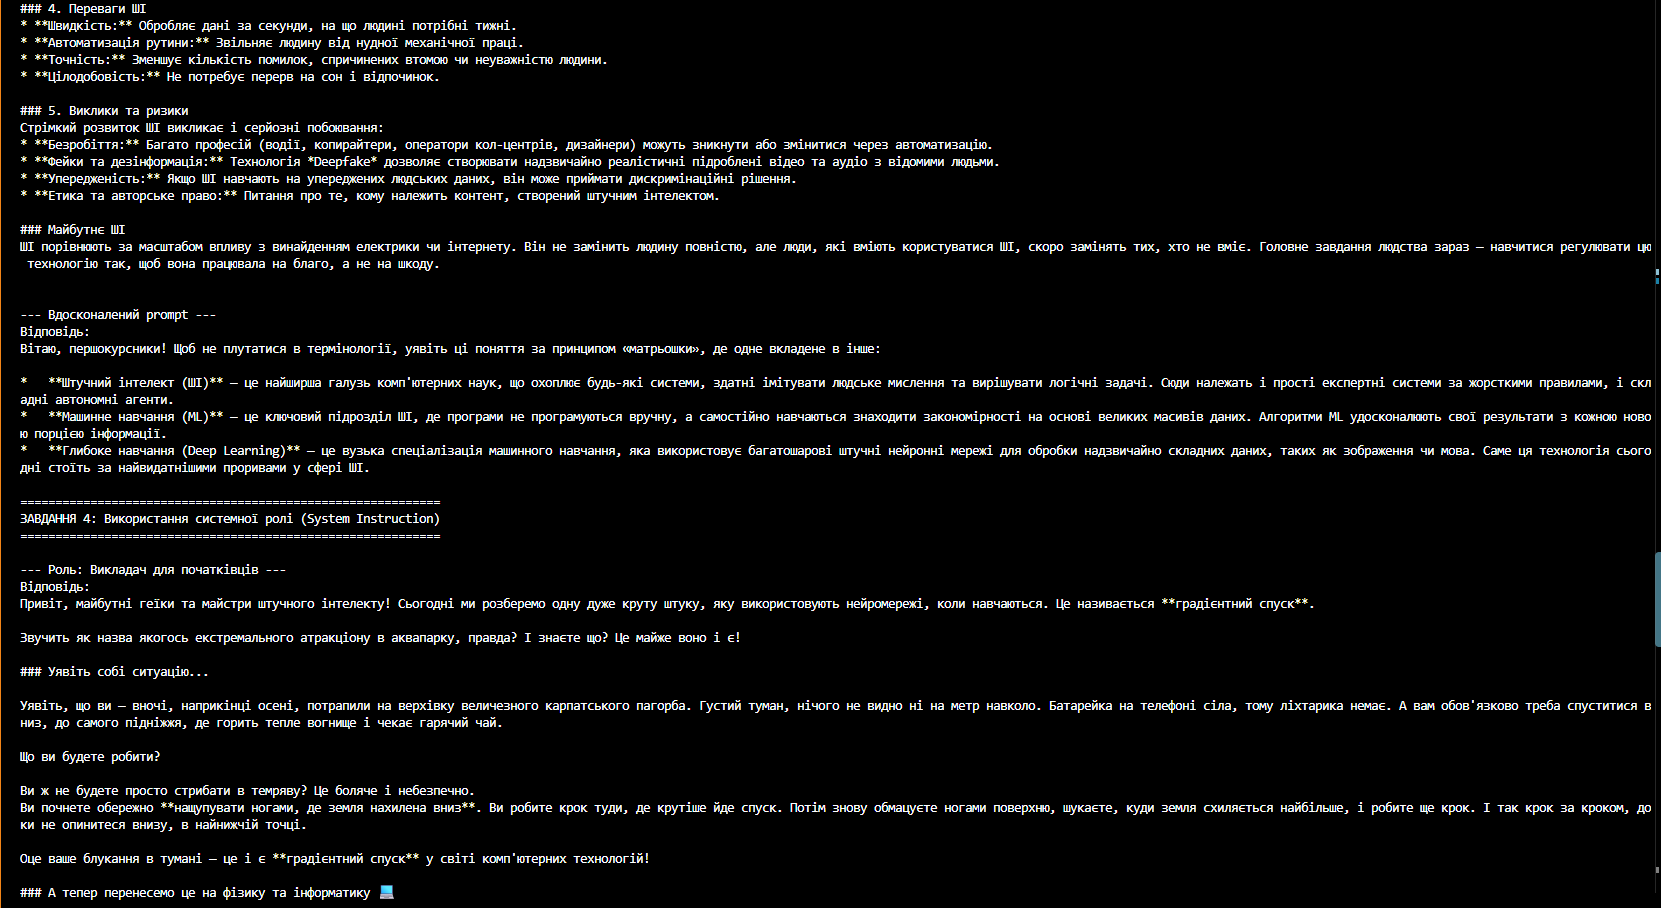 ### 4. Переваги ШІ
* **Швидкість:** Обробляє дані за секунди, на що людині потрібні тижні.
* **Автоматизація рутини:** Звільняє людину від нудної механічної праці.
* **Точність:** Зменшує кількість помилок, спричинених втомою чи неуважністю людини.
* **Цілодобовість:** Не потребує перерв на сон і відпочинок.
### 5. Виклики та ризики
Стрімкий розвиток ШІ викликає і серйозні побоювання:
* **Безробіття:** Багато професій (водії, копирайтери, оператори кол-центрів, дизайнери) можуть зникнути або змінитися через автоматизацію.
* **Фейки та дезінформація:** Технологія *Deepfake* дозволяє створювати надзвичайно реалістичні підроблені відео та аудіо з відомими людьми.
* **Упередженість:** Якщо ШІ навчають на упереджених людських даних, він може приймати дискримінаційні рішення.
* **Етика та авторське право:** Питання про те, кому належить контент, створений штучним інтелектом.
### Майбутнє ШІ
ШІ порівнюють за масштабом впливу з винайденням електрики чи інтернету. Він не замінить людину повністю, але люди, які вміють користуватися ШІ, скоро замінять тих, хто не вміє. Головне завдання людства зараз — навчитися регулювати цю
технологію так, щоб вона працювала на благо, а не на шкоду.
--- Вдосконалений prompt ---
Відповідь:
Вітаю, першокурсники! Щоб не плутатися в термінології, уявіть ці поняття за принципом «матрьошки», де одне вкладене в інше:
*   **Штучний інтелект (ШІ)** — це найширша галузь комп'ютерних наук, що охоплює будь-які системи, здатні імітувати людське мислення та вирішувати логічні задачі. Сюди належать і прості експертні системи за жорсткими правилами, і скл
адні автономні агенти.
*   **Машинне навчання (ML)** — це ключовий підрозділ ШІ, де програми не програмуються вручну, а самостійно навчаються знаходити закономірності на основі великих масивів даних. Алгоритми ML удосконалюють свої результати з кожною ново
ю порцією інформації.
*   **Глибоке навчання (Deep Learning)** — це вузька спеціалізація машинного навчання, яка використовує багатошарові штучні нейронні мережі для обробки надзвичайно складних даних, таких як зображення чи мова. Саме ця технологія сього
дні стоїть за найвидатнішими проривами у сфері ШІ.
============================================================
ЗАВДАННЯ 4: Використання системної ролі (System Instruction)
============================================================
--- Роль: Викладач для початківців ---
Відповідь:
Привіт, майбутні геїки та майстри штучного інтелекту! Сьогодні ми розберемо одну дуже круту штуку, яку використовують нейромережі, коли навчаються. Це називається **градієнтний спуск**.
Звучить як назва якогось екстремального атракціону в аквапарку, правда? І знаєте що? Це майже воно і є!
### Уявіть собі ситуацію...
Уявіть, що ви — вночі, наприкінці осені, потрапили на верхівку величезного карпатського пагорба. Густий туман, нічого не видно ні на метр навколо. Батарейка на телефоні сіла, тому ліхтарика немає. А вам обов'язково треба спуститися в
низ, до самого підніжжя, де горить тепле вогнище і чекає гарячий чай.
Що ви будете робити?
Ви ж не будете просто стрибати в темряву? Це боляче і небезпечно.
Ви почнете обережно **нащупувати ногами, де земля нахилена вниз**. Ви робите крок туди, де крутіше йде спуск. Потім знову обмацуєте ногами поверхню, шукаєте, куди земля схиляється найбільше, і робите ще крок. І так крок за кроком, до
ки не опинитеся внизу, в найнижчій точці.
Оце ваше блукання в тумані — це і є **градієнтний спуск** у світі комп'ютерних технологій!
### А тепер перенесемо це на фізику та інформатику 💻